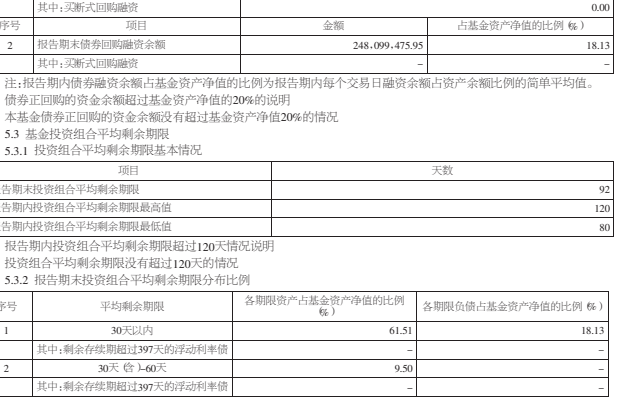 其中:买断式回购融资 0.00
序号 项目 金额 占基金资产净值的比例(%)
2 报告期末债券回购融资余额 248,099,475.95 18.13
其中:买断式回购融资 – –
注:报告期内债券融资余额占基金资产净值的比例为报告期内每个交易日融资余额占资产余额比例的简单平均值。
债券正回购的资金余额超过基金资产净值的20%的说明
本基金债券正回购的资金余额没有超过基金资产净值20%的情况
5.3 基金投资组合平均剩余期限
5.3.1 投资组合平均剩余期限基本情况
项目 天数
告期末投资组合平均剩余期限 92
告期内投资组合平均剩余期限最高值 120
告期内投资组合平均剩余期限最低值 80
报告期内投资组合平均剩余期限超过120天情况说明
投资组合平均剩余期限没有超过120天的情况
5.3.2 报告期末投资组合平均剩余期限分布比例
序号 平均剩余期限 各期限资产占基金资产净值的比例(%) 各期限负债占基金资产净值的比例(%)
1 30天以内 61.51 18.13
其中:剩余存续期超过397天的浮动利率债 – –
2 30天(含)-60天 9.50 –
其中:剩余存续期超过397天的浮动利率债 – –